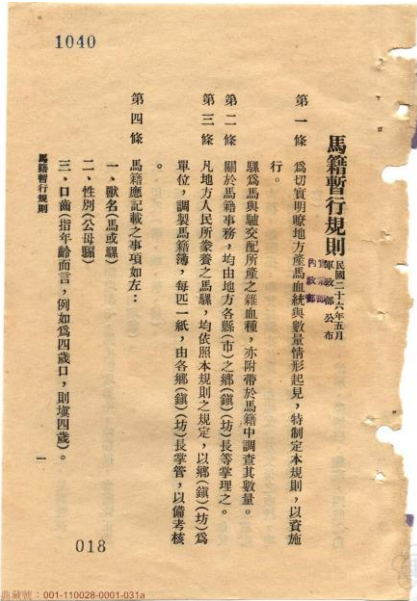 1040
馬籍暫行規則
民國二十六年五月
軍政部公布
內政部
第一條　為切實明瞭地方產馬血統與數量情形起見，特制定本規則，以資施
行。
騾為馬與驢交配所產之雜血種，亦附帶於馬籍中調查其數量。
第二條　關於馬籍事務，均由地方各縣(市)之鄉(鎮)(坊)長等掌理之。
第三條　凡地方人民所豢養之馬騾，均依照本規則之規定，以鄉(鎮)(坊)為
單位，調製馬籍簿，每匹一紙，由各鄉(鎮)(坊)長掌管，以備考核
。
第四條　馬籍應記載之事項如左：
一、獸名(馬或騾)
二、性別(公母騸)
三、口齒(指年齡而言，例如為四歲口，則填四歲)。
馬籍暫行規則
一
018
典藏號：001-110028-0001-031a